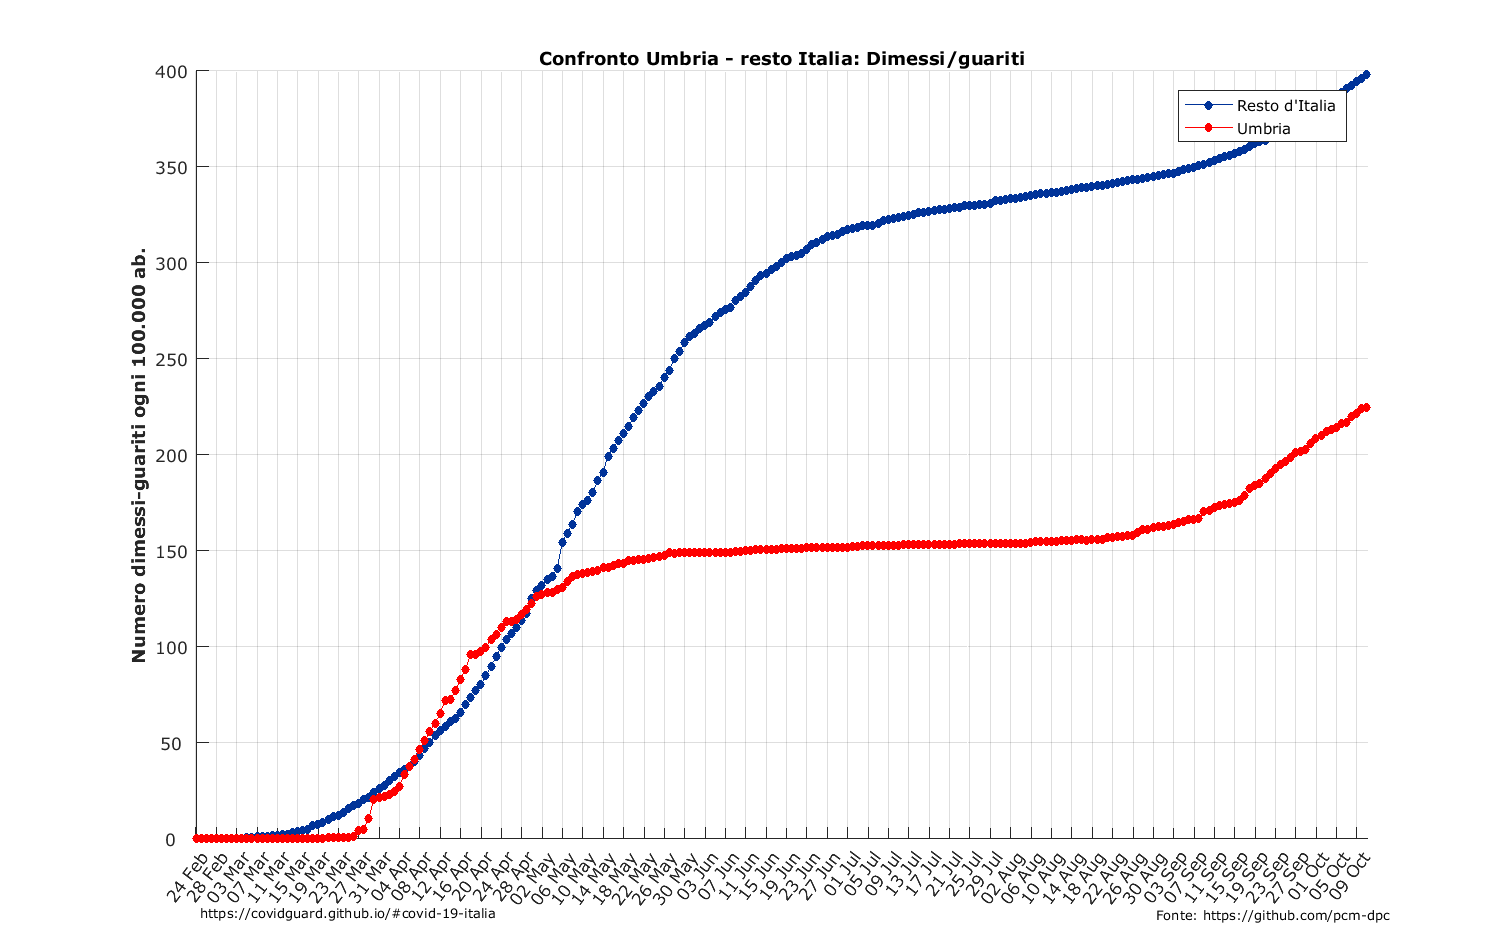 Confronto Umbria - resto Italia: Dimessi/guariti
Numero dimessi-guariti ogni 100.000 ab.
400
350
300
250
200
150
100
50
0
Resto d'Italia
Umbria
24 Feb
28 Feb
03 Mar
07 Mar
11 Mar
15 Mar
19 Mar
23 Mar
27 Mar
31 Mar
04 Apr
08 Apr
12 Apr
16 Apr
20 Apr
24 Apr
28 Apr
02 May
06 May
10 May
14 May
18 May
22 May
26 May
30 May
03 Jun
07 Jun
11 Jun
15 Jun
19 Jun
23 Jun
27 Jun
01 Jul
05 Jul
09 Jul
13 Jul
17 Jul
21 Jul
25 Jul
29 Jul
02 Aug
06 Aug
10 Aug
14 Aug
18 Aug
22 Aug
26 Aug
30 Aug
03 Sep
07 Sep
11 Sep
15 Sep
19 Sep
23 Sep
27 Sep
01 Oct
05 Oct
09 Oct
https://covidguard.github.io/#covid-19-italia
Fonte: https://github.com/pcm-dpc